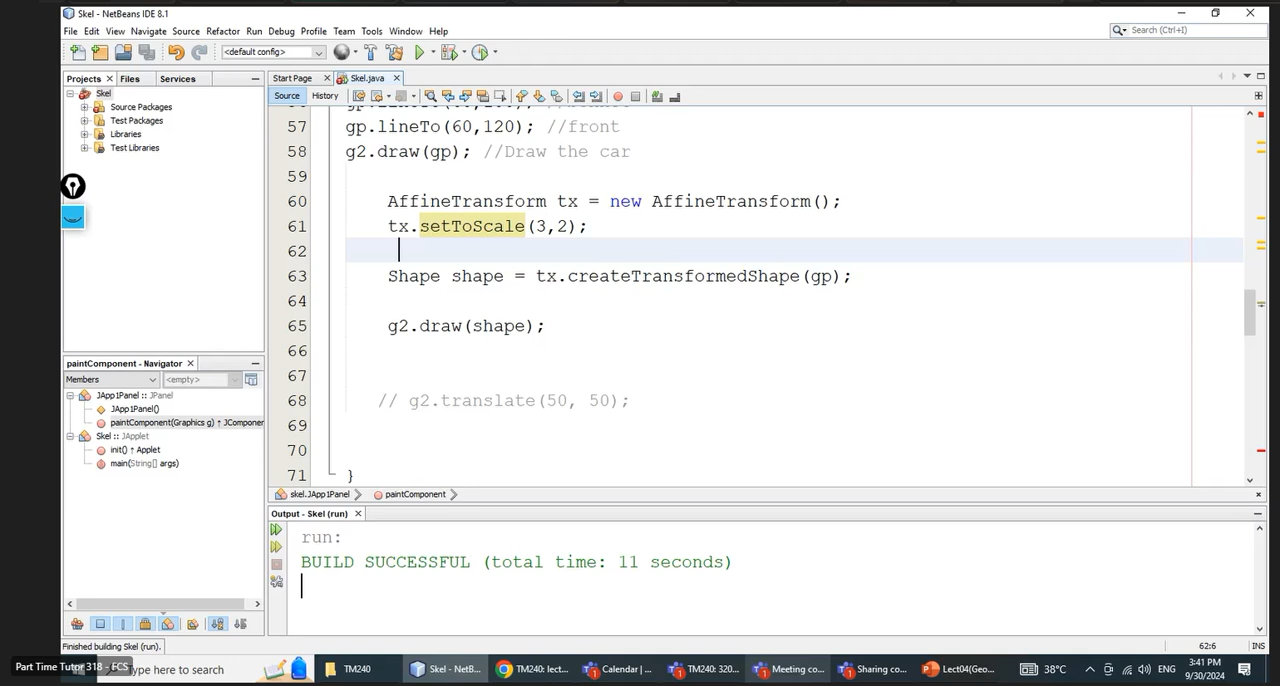 Skel - NetBeans IDE 8.1
File Edit View Navigate Source Refactor Run Debug Profile Team Tools Window Help
Search (Ctrl+I)
<default config>
Projects Files Services
Start Page Skel.java
Source History
Skel
Source Packages
Test Packages
Libraries
Test Libraries
57 gp.lineTo(60,120); //front
58 g2.draw(gp); //Draw the car
59
60 AffineTransform tx = new AffineTransform();
61 tx.setToScale(3,2);
62
63 Shape shape = tx.createTransformedShape(gp);
64
65 g2.draw(shape);
66
67
68 // g2.translate(50, 50);
69
70
71 }
paintComponent - Navigator
Members <empty>
JApp1Panel :: JPanel
JApp1Panel()
paintComponent(Graphics g) ↑ JCompone
Skel :: JApplet
init() ↑ Applet
main(String[] args)
skel.JApp1Panel paintComponent
Output - Skel (run)
run:
BUILD SUCCESSFUL (total time: 11 seconds)
Finished building Skel (run).
62:6 INS
Part Time Tutor 318 - FCS
Type here to search
TM240
Skel - NetB...
TM240: lect...
Calendar | ...
TM240: 320...
Meeting co...
Sharing co...
Lect04(Geo...
38°C
ENG
3:41 PM
9/30/2024